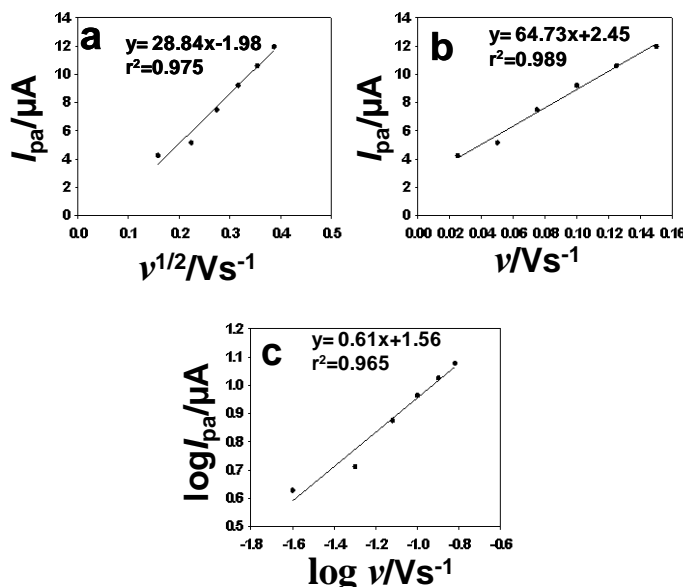 a
y= 28.84x-1.98
r²=0.975
Ipa/µA
14
12
10
8
6
4
2
0
0.0 0.1 0.2 0.3 0.4 0.5
v1/2/Vs-1
b
y= 64.73x+2.45
r²=0.989
Ipa/µA
14
12
10
8
6
4
2
0
0.00 0.02 0.04 0.06 0.08 0.10 0.12 0.14 0.16
v/Vs-1
c
y= 0.61x+1.56
r²=0.965
logIpa/µA
1.2
1.1
1.0
0.9
0.8
0.7
0.6
0.5
-1.8 -1.6 -1.4 -1.2 -1.0 -0.8 -0.6
log v/Vs-1